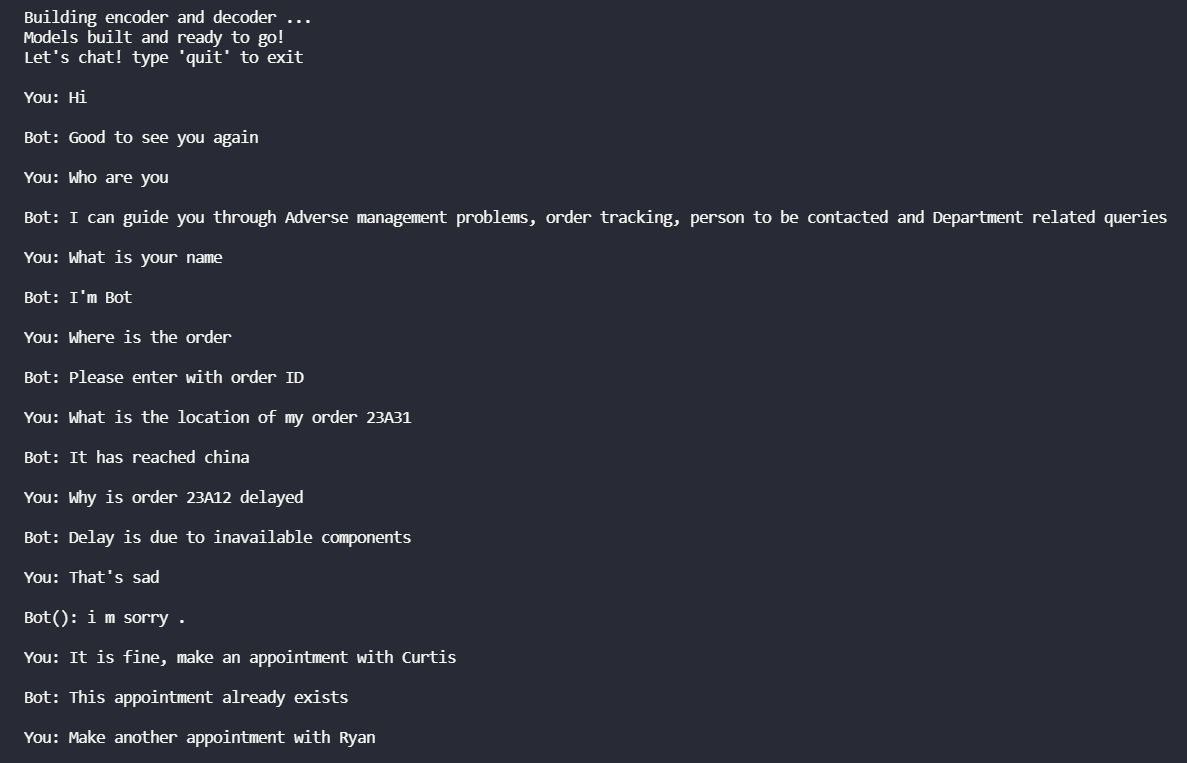 Building encoder and decoder ...
Models built and ready to go!
Let's chat! type 'quit' to exit
You: Hi
Bot: Good to see you again
You: Who are you
Bot: I can guide you through Adverse management problems, order tracking, person to be contacted and Department related queries
You: What is your name
Bot: I'm Bot
You: Where is the order
Bot: Please enter with order ID
You: What is the location of my order 23A31
Bot: It has reached china
You: Why is order 23A12 delayed
Bot: Delay is due to inavailable components
You: That's sad
Bot(): i m sorry .
You: It is fine, make an appointment with Curtis
Bot: This appointment already exists
You: Make another appointment with Ryan